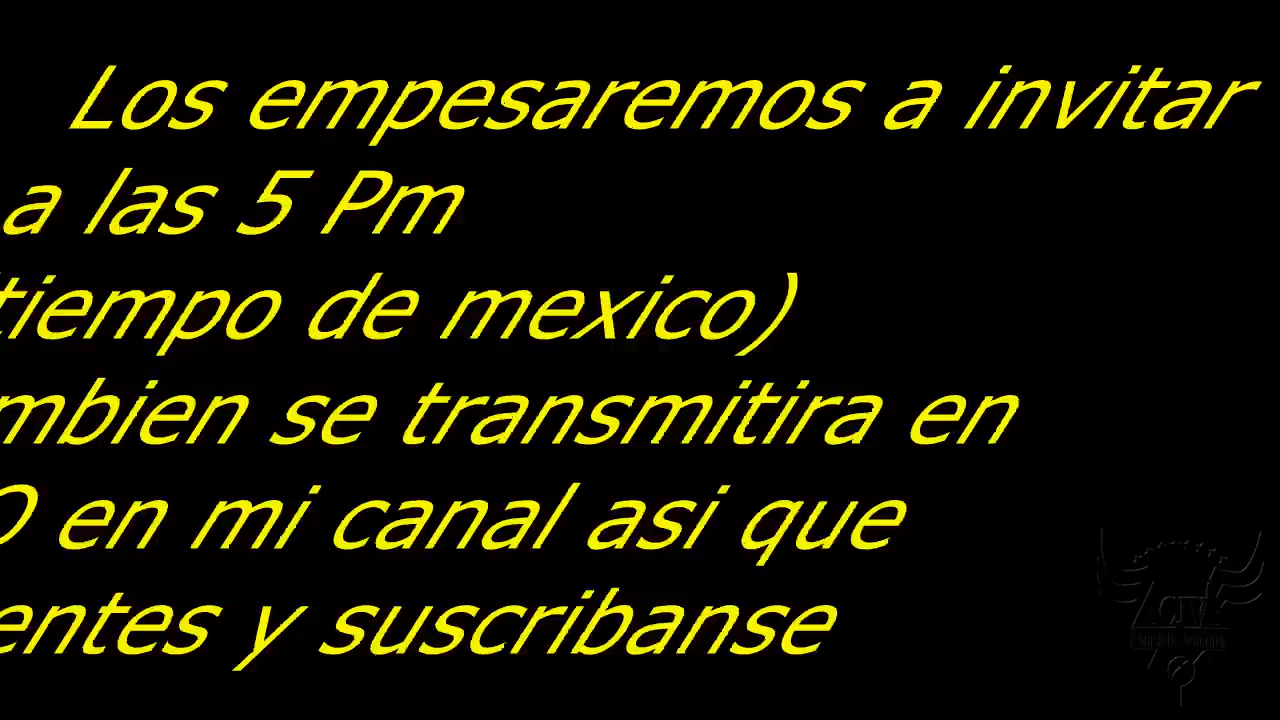 Los empesaremos a invitar
a las 5 Pm
tiempo de mexico)
mbien se transmitira en
O en mi canal asi que
entes y suscribanse